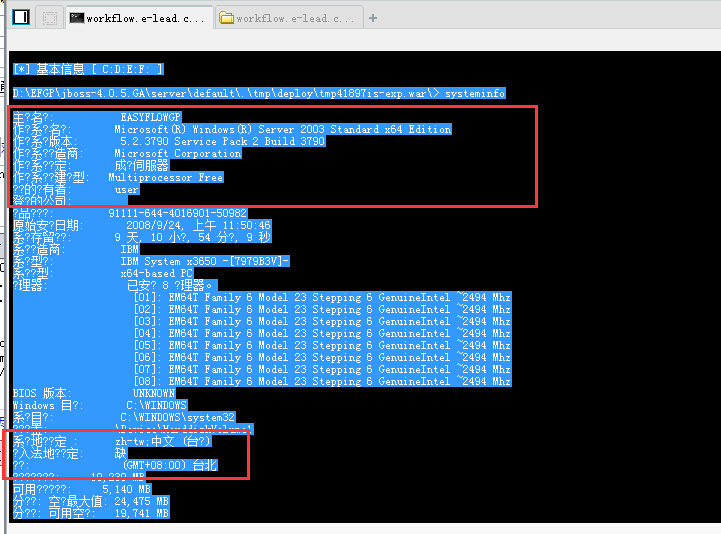 workflow.e-lead.c...
workflow.e-lead.c...
[*] 基本信息 [ C:D:E:F: ]
D:\EFGP\jboss-4.0.5.GA\server\default\.\tmp\deploy\tmp41897is-exp.war\> systeminfo
主?名?: EASYFLOWGP
作?系?名?: Microsoft(R) Windows(R) Server 2003 Standard x64 Edition
作?系?版本: 5.2.3790 Service Pack 2 Build 3790
作?系??造商: Microsoft Corporation
作?系??定: 成?伺服器
作?系??建?型: Multiprocessor Free
??的?有者: user
登?的公司:
?品???: 91111-644-4016901-50982
原始安?日期: 2008/9/24, 上午 11:50:46
系?存留??: 9 天, 10 小?, 54 分?, 9 秒
系??造商: IBM
系?型?: IBM System x3650 -[7979B3V]-
系??型: x64-based PC
?理器: 已安? 8 ?理器。
[01]: EM64T Family 6 Model 23 Stepping 6 GenuineIntel ~2494 Mhz
[02]: EM64T Family 6 Model 23 Stepping 6 GenuineIntel ~2494 Mhz
[03]: EM64T Family 6 Model 23 Stepping 6 GenuineIntel ~2494 Mhz
[04]: EM64T Family 6 Model 23 Stepping 6 GenuineIntel ~2494 Mhz
[05]: EM64T Family 6 Model 23 Stepping 6 GenuineIntel ~2494 Mhz
[06]: EM64T Family 6 Model 23 Stepping 6 GenuineIntel ~2494 Mhz
[07]: EM64T Family 6 Model 23 Stepping 6 GenuineIntel ~2494 Mhz
[08]: EM64T Family 6 Model 23 Stepping 6 GenuineIntel ~2494 Mhz
BIOS 版本: UNKNOWN
Windows 目?: C:\WINDOWS
系?目?: C:\WINDOWS\system32
\Device\HarddiskVolume1
系?地??定 : zh-tw;中文 (台?)
?入法地??定: 缺
??: (GMT+08:00) 台北
???????: MB
可用?????: 5,140 MB
分??: 空?最大值: 24,475 MB
分??: 可用空?: 19,741 MB